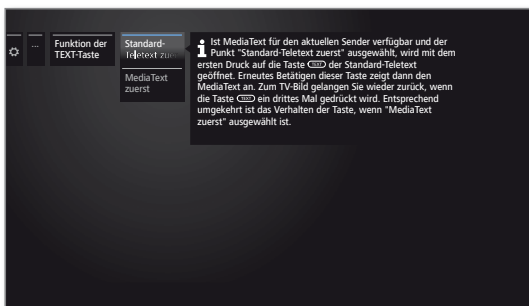 ...
Funktion der
TEXT-Taste
Standard-
Teletext zuerst
MediaText
zuerst
Ist MediaText für den aktuellen Sender verfügbar und der
Punkt "Standard-Teletext zuerst" ausgewählt, wird mit dem
ersten Druck auf die Taste TEXT der Standard-Teletext
geöffnet. Erneutes Betätigen dieser Taste zeigt dann den
MediaText an. Zum TV-Bild gelangen Sie wieder zurück, wenn
die Taste TEXT ein drittes Mal gedrückt wird. Entsprechend
umgekehrt ist das Verhalten der Taste, wenn "MediaText
zuerst" ausgewählt ist.